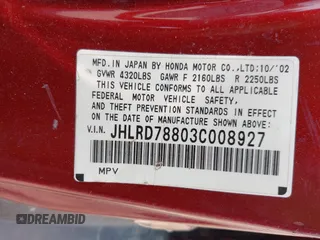 MFD. IN JAPAN BY HONDA MOTOR CO.,LTD:10/'02
GVWR 4320LBS GAWR F 2160LBS R 2250LBS
THIS VEHICLE CONFORMS TO ALL APPLICABLE
FEDERAL MOTOR VEHICLE SAFETY,
AND THEFT PREVENTION STANDARDS IN EFFECT
ON THE DATE OF MANUFACTURE SHOWN ABOVE.
V.I.N. JHLRD78803C008927
MPV
DREAMBID